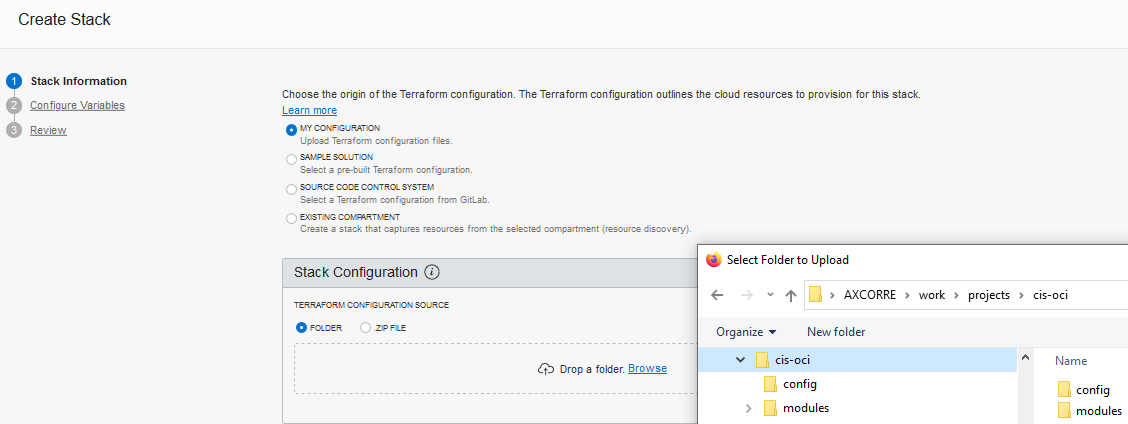 Create Stack
1 Stack Information
2 Configure Variables
3 Review
Choose the origin of the Terraform configuration. The Terraform configuration outlines the cloud resources to provision for this stack.
Learn more
MY CONFIGURATION
Upload Terraform configuration files.
SAMPLE SOLUTION
Select a pre-built Terraform configuration.
SOURCE CODE CONTROL SYSTEM
Select a Terraform configuration from GitLab.
EXISTING COMPARTMENT
Create a stack that captures resources from the selected compartment (resource discovery).
Stack Configuration i
TERRAFORM CONFIGURATION SOURCE
FOLDER .ZIP FILE
Drop a folder. Browse
Select Folder to Upload
AXCORRE work projects cis-oci
Organize New folder
cis-oci
config
modules
Name
config
modules